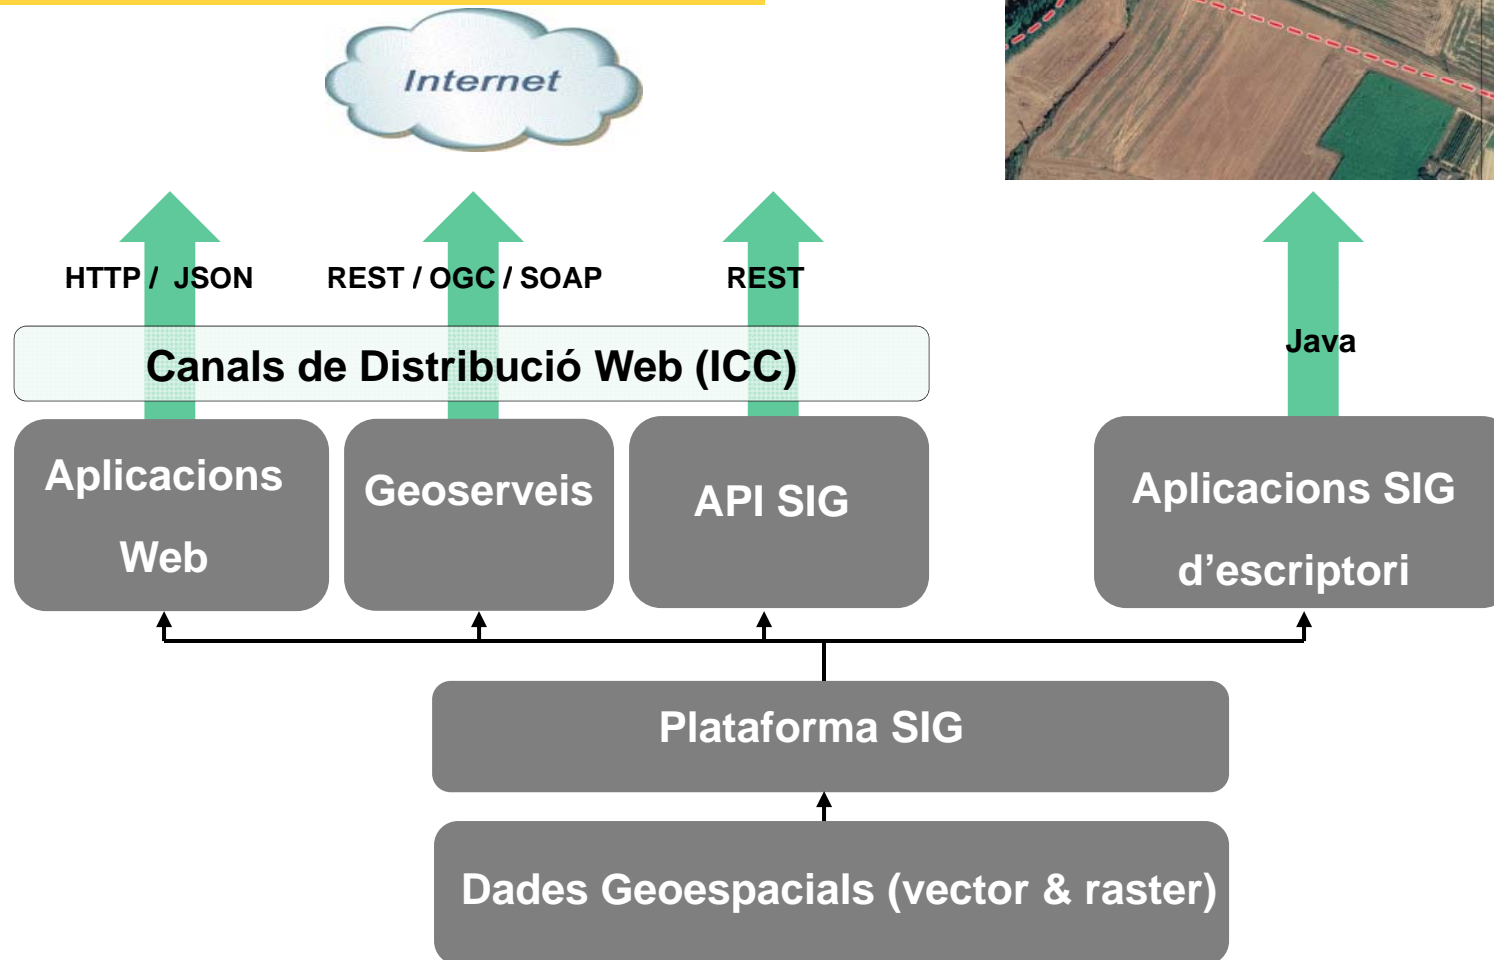 Internet
HTTP / JSON
REST / OGC / SOAP
REST
Java
Canals de Distribució Web (ICC)
Aplicacions
Web
Geoserveis
API SIG
Aplicacions SIG
d’escriptori
Plataforma SIG
Dades Geoespacials (vector & raster)